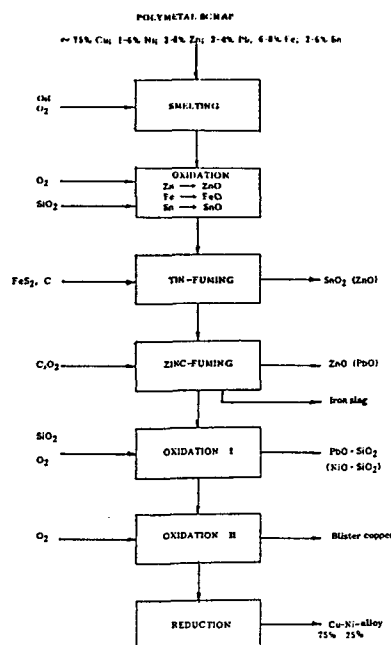 POLYMETAL SCRAP
~ 75% Cu; 1-6% Ni; 2-8% Zn; 2-4% Pb, 6-8% Fe; 2-6% Sn
Oil
O2
SMELTING
OXIDATION
O2
Zn → ZnO
Fe → FeO
SiO2
Sn → SnO
FeS2, C
TIN-FUMING
SnO2 (ZnO)
C,O2
ZINC-FUMING
ZnO (PbO)
Iron slag
SiO2
O2
OXIDATION I
PbO · SiO2
(NiO · SiO2)
O2
OXIDATION II
Blister copper
REDUCTION
Cu-Ni-alloy
75% 25%